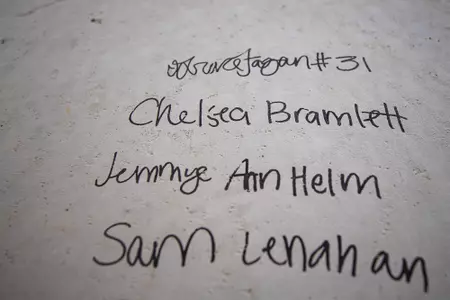 #31
Chelsea Bramlett
Jemmye Ann Helm
Sam Lenahan